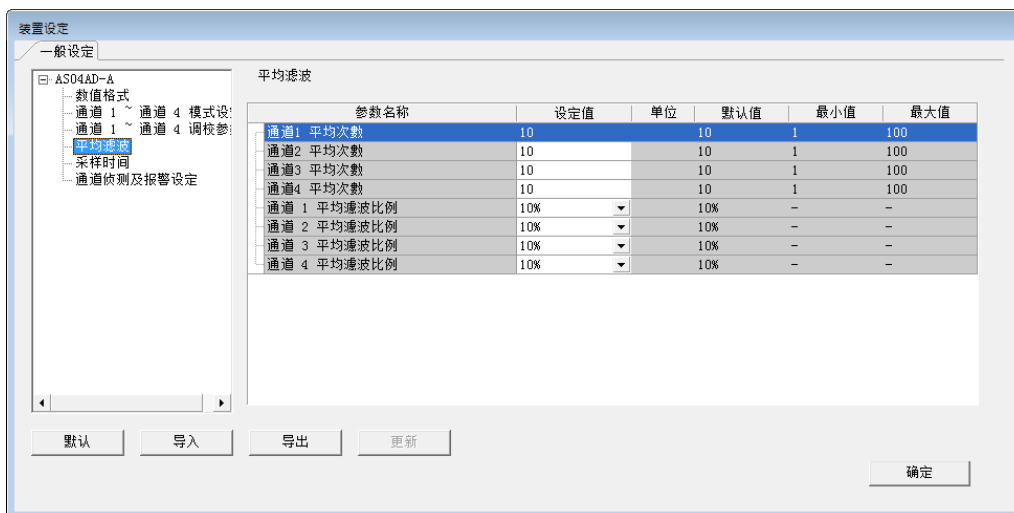 装置设定
一般设定
AS04AD-A
数值格式
通道 1 ~ 通道 4 模式设
通道 1 ~ 通道 4 调校参
平均滤波
采样时间
通道侦测及报警设定
平均滤波
参数名称 设定值 单位 默认值 最小值 最大值
通道1 平均次數 10 10 1 100
通道2 平均次數 10 10 1 100
通道3 平均次數 10 10 1 100
通道4 平均次數 10 10 1 100
通道 1 平均濾波比例 10% 10% - -
通道 2 平均濾波比例 10% 10% - -
通道 3 平均濾波比例 10% 10% - -
通道 4 平均濾波比例 10% 10% - -
默认 导入 导出 更新
确定